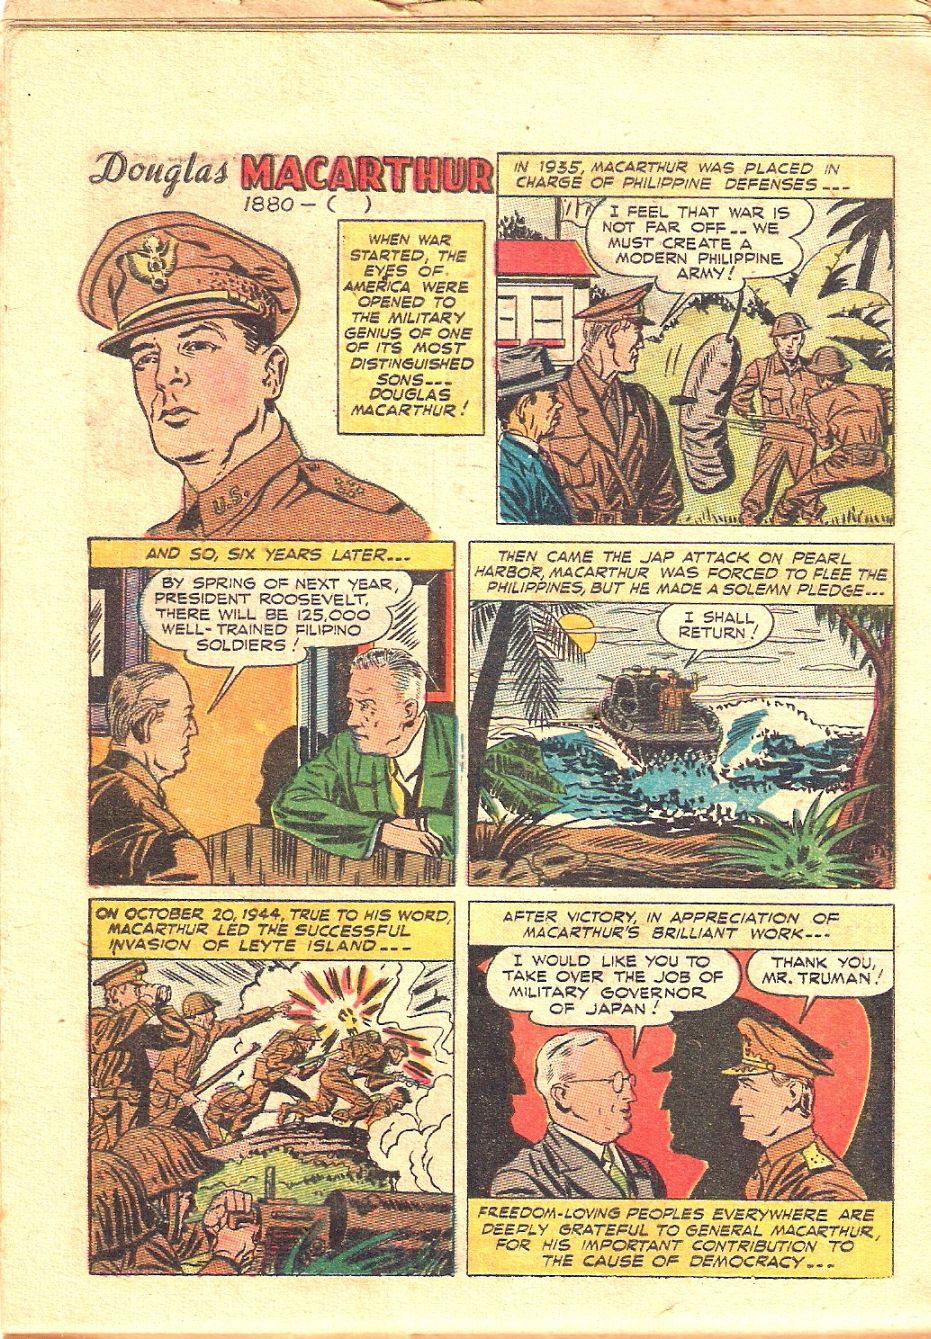 Douglas MACARTHUR
1880 – ( )
WHEN WAR
STARTED, THE
EYES OF
AMERICA WERE
OPENED TO
THE MILITARY
GENIUS OF ONE
OF ITS MOST
DISTINGUISHED
SONS---
DOUGLAS
MACARTHUR!
U.S.
IN 1935, MACARTHUR WAS PLACED IN
CHARGE OF PHILIPPINE DEFENSES---
I FEEL THAT WAR IS
NOT FAR OFF-- WE
MUST CREATE A
MODERN PHILIPPINE
ARMY!
AND SO, SIX YEARS LATER---
BY SPRING OF NEXT YEAR,
PRESIDENT ROOSEVELT,
THERE WILL BE 125,000
WELL-TRAINED FILIPINO
SOLDIERS!
THEN CAME THE JAP ATTACK ON PEARL
HARBOR, MACARTHUR WAS FORCED TO FLEE THE
PHILIPPINES, BUT HE MADE A SOLEMN PLEDGE---
I SHALL
RETURN!
ON OCTOBER 20, 1944, TRUE TO HIS WORD,
MACARTHUR LED THE SUCCESSFUL
INVASION OF LEYTE ISLAND---
AFTER VICTORY, IN APPRECIATION OF
MACARTHUR'S BRILLIANT WORK---
I WOULD LIKE YOU TO
TAKE OVER THE JOB OF
MILITARY GOVERNOR
OF JAPAN!
THANK YOU,
MR. TRUMAN!
FREEDOM-LOVING PEOPLES EVERYWHERE ARE
DEEPLY GRATEFUL TO GENERAL MACARTHUR,
FOR HIS IMPORTANT CONTRIBUTION TO
THE CAUSE OF DEMOCRACY---